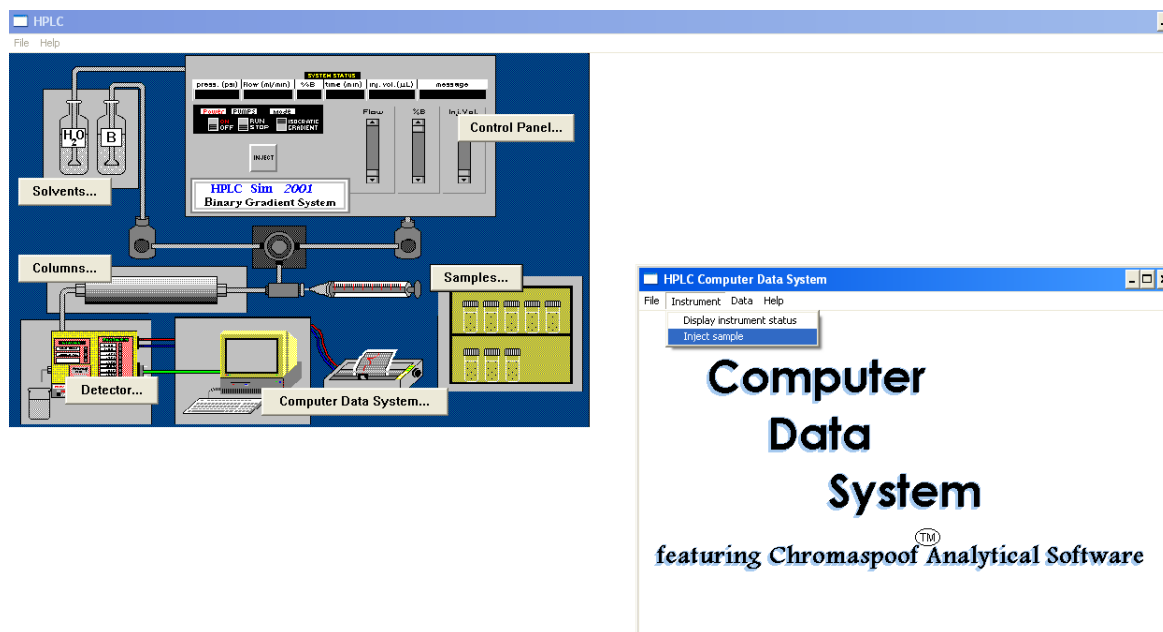 HPLC
File Help
SYSTEM STATUS
press. (psi) flow (ml/min) %B time (min) inj. vol.(µL) message
Power PUMPS mode
ON RUN ISOCRATIC
OFF STOP GRADIENT
Flow %B Inj.Vol.
Control Panel...
INJECT
H2O B
Solvents...
HPLC Sim 2001
Binary Gradient System
Columns...
Samples...
Detector...
Computer Data System...
HPLC Computer Data System
File Instrument Data Help
Display instrument status
Inject sample
Computer
Data
System
featuring Chromaspoof TM Analytical Software